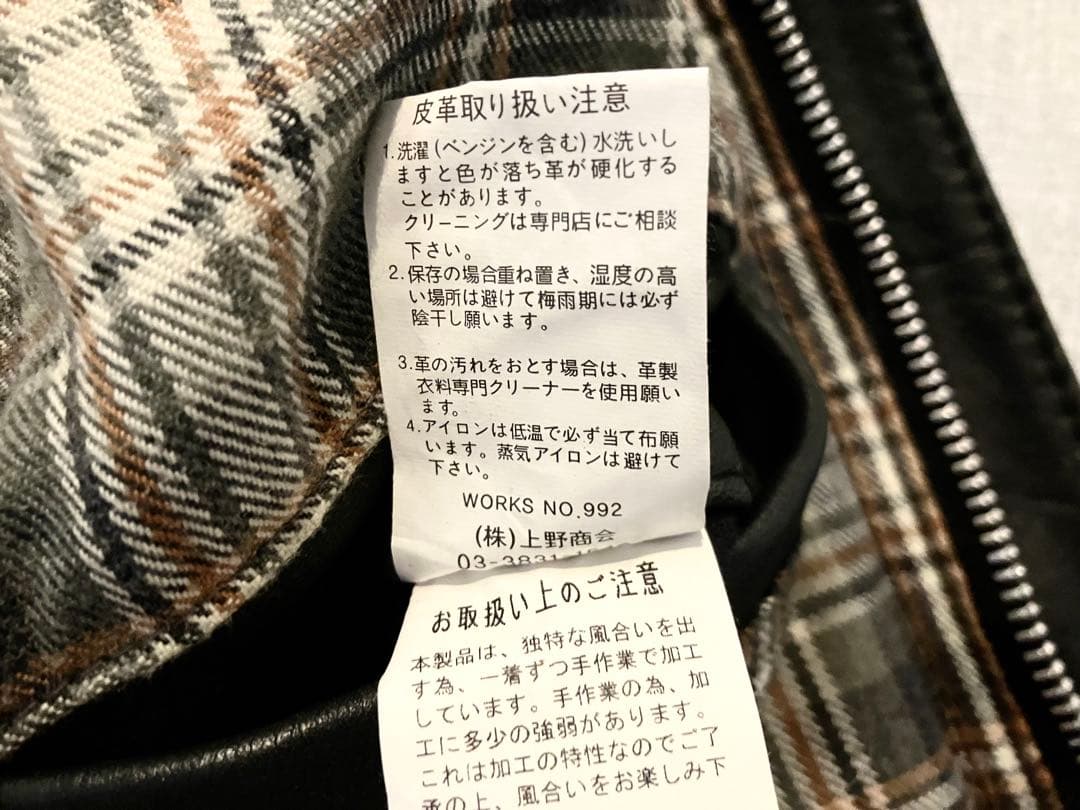 皮革取り扱い注意
1.洗濯(ベンジンを含む)水洗いし
ますと色が落ち革が硬化する
ことがあります。
クリーニングは専門店にご相談
下さい。
2.保存の場合重ね置き、湿度の高
い場所は避けて梅雨期には必ず
陰干し願います。
3.革の汚れをおとす場合は、革製
衣料専門クリーナーを使用願い
ます。
4.アイロンは低温で必ず当て布願
います。蒸気アイロンは避けて
下さい。
WORKS NO.992
(株)上野商会
03-3831-
お取扱い上のご注意
本製品は、独特な風合いを出
す為、一着ずつ手作業で加工
しています。手作業の為、加
工に多少の強弱があります。
これは加工の特性なのでご了
承の上、風合いをお楽しみ下